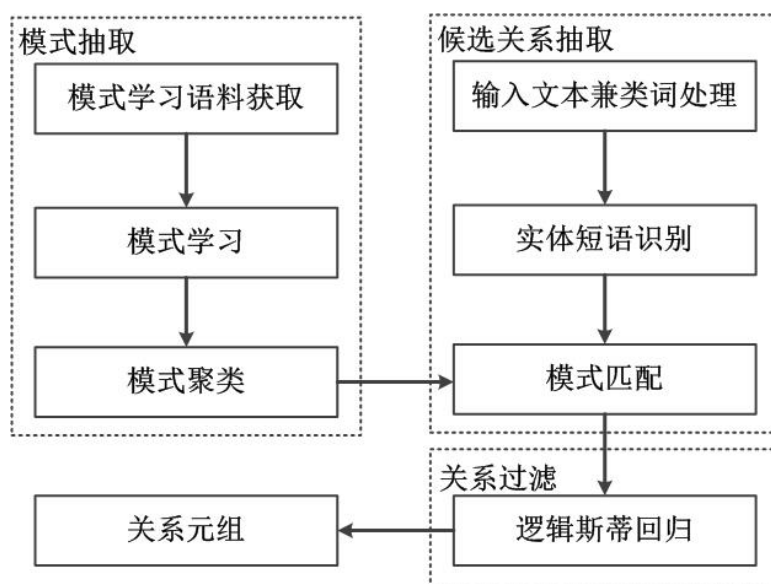 模式抽取
模式学习语料获取
模式学习
模式聚类
候选关系抽取
输入文本兼类词处理
实体短语识别
模式匹配
关系过滤
逻辑斯蒂回归
关系元组